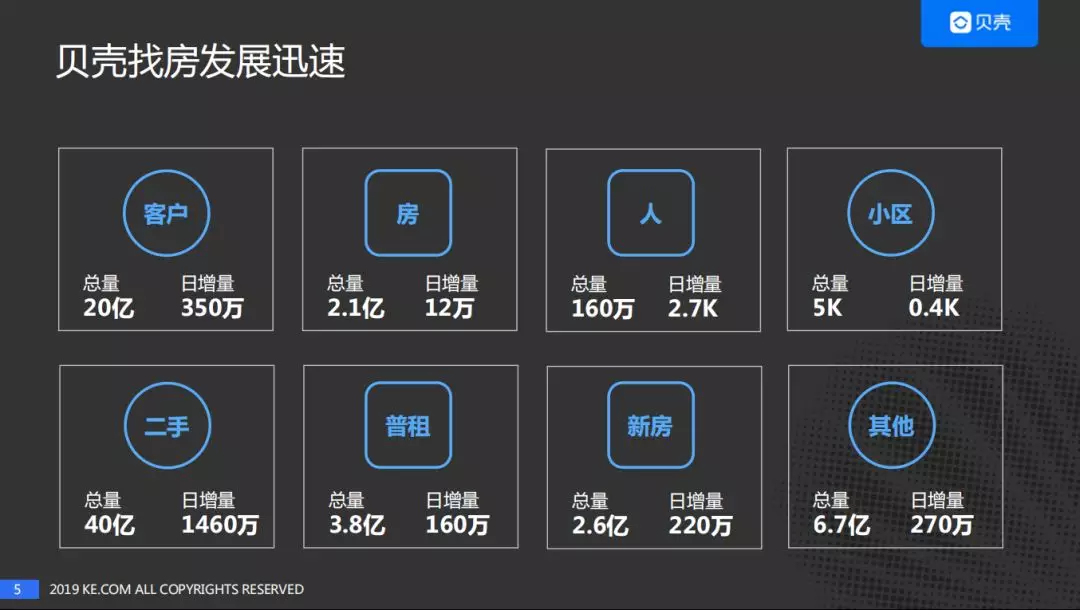 贝壳
贝壳找房发展迅速
客户
总量 日增量
20亿 350万
房
总量 日增量
2.1亿 12万
人
总量 日增量
160万 2.7K
小区
总量 日增量
5K 0.4K
二手
总量 日增量
40亿 1460万
普租
总量 日增量
3.8亿 160万
新房
总量 日增量
2.6亿 220万
其他
总量 日增量
6.7亿 270万
5 2019 KE.COM ALL COPYRIGHTS RESERVED